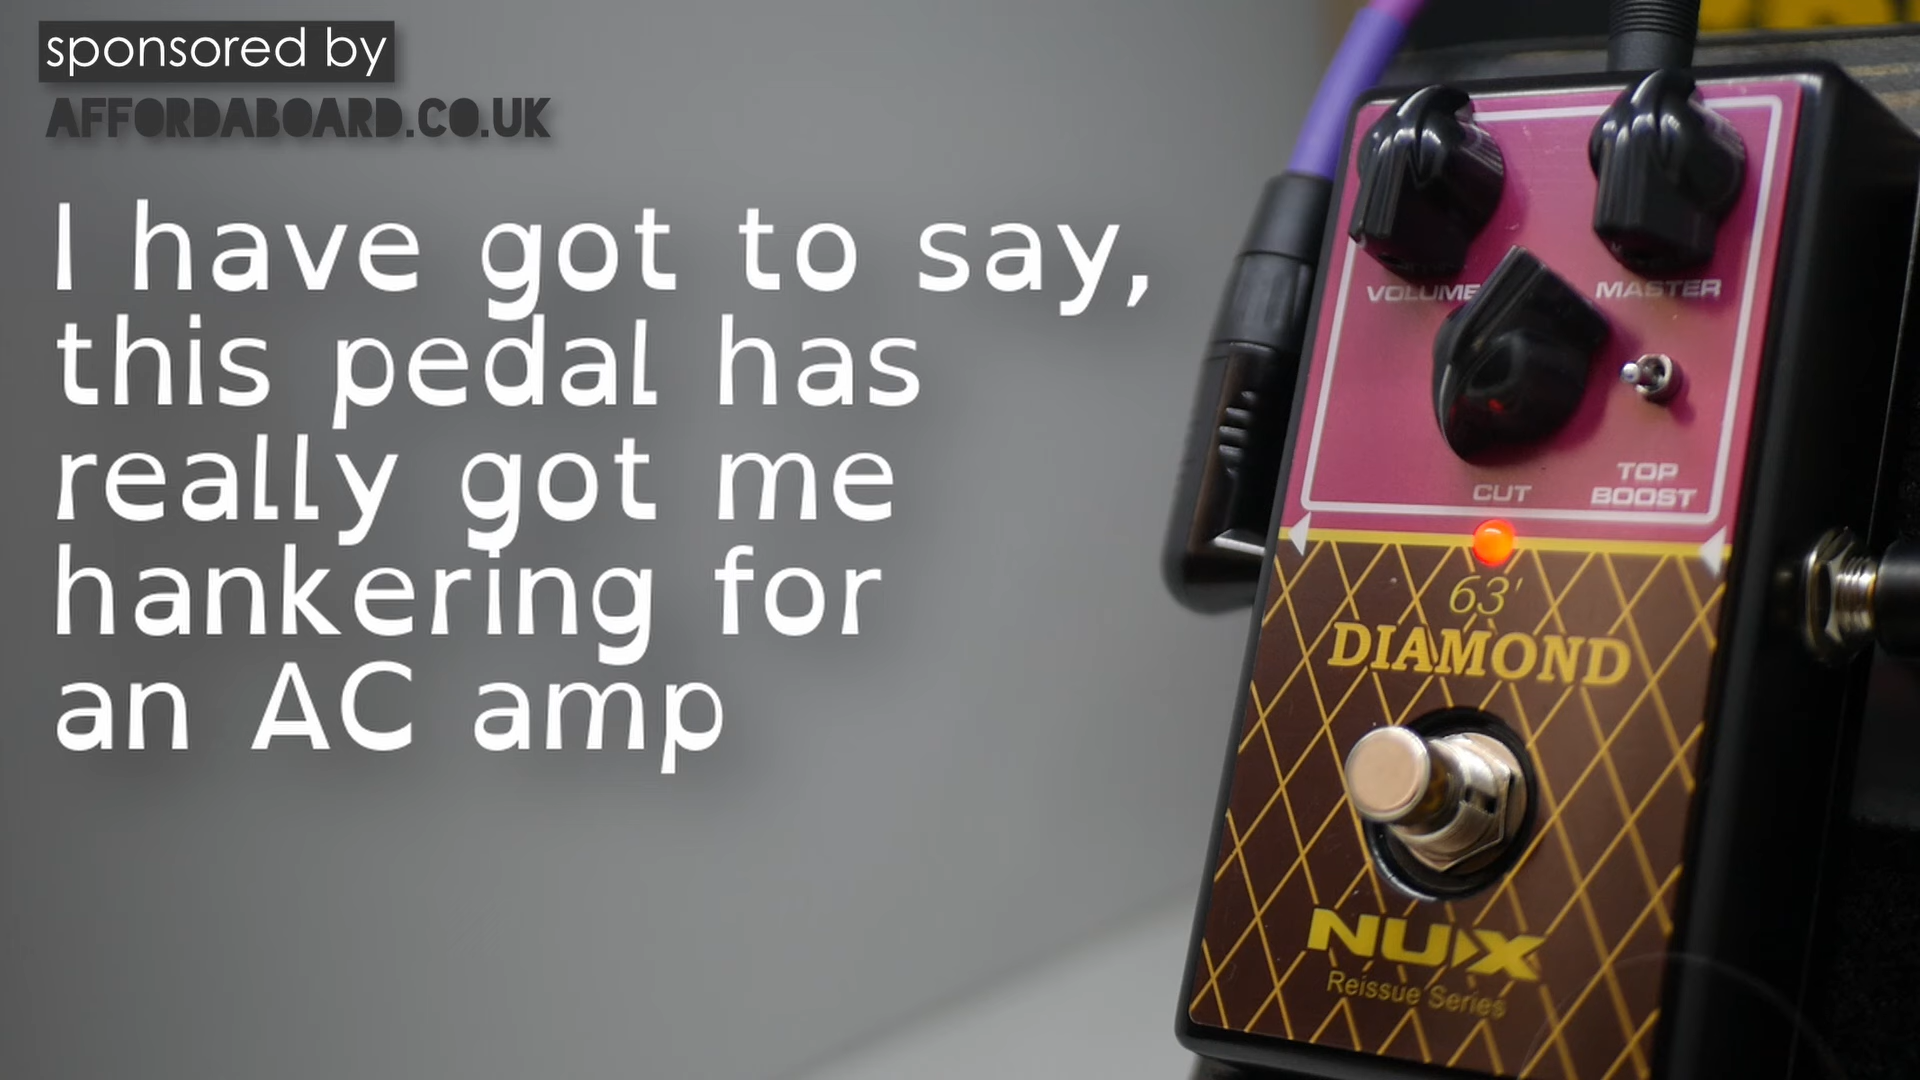 sponsored by
AFFORDABOARD.CO.UK
I have got to say,
this pedal has
really got me
hankering for
an AC amp
VOLUME
MASTER
CUT
TOP
BOOST
63'
DIAMOND
NUX
Reissue Series